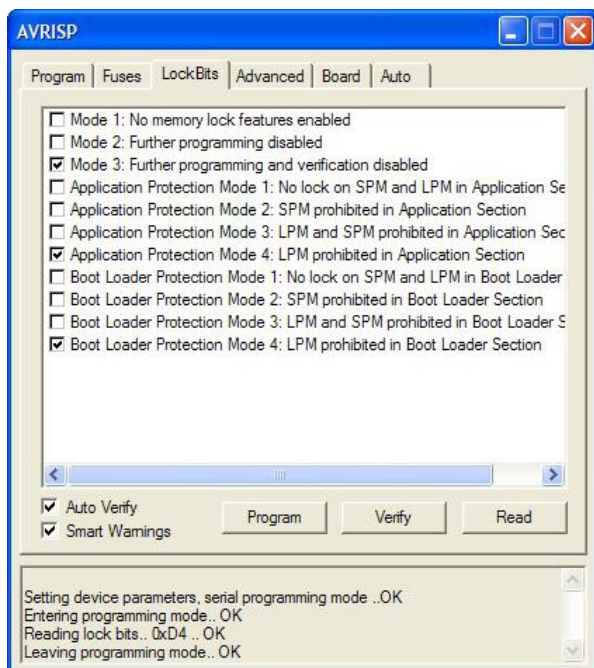 AVRISP
Program Fuses LockBits Advanced Board Auto
Mode 1: No memory lock features enabled
Mode 2: Further programming disabled
Mode 3: Further programming and verification disabled
Application Protection Mode 1: No lock on SPM and LPM in Application Se
Application Protection Mode 2: SPM prohibited in Application Section
Application Protection Mode 3: LPM and SPM prohibited in Application Sec
Application Protection Mode 4: LPM prohibited in Application Section
Boot Loader Protection Mode 1: No lock on SPM and LPM in Boot Loader
Boot Loader Protection Mode 2: SPM prohibited in Boot Loader Section
Boot Loader Protection Mode 3: LPM and SPM prohibited in Boot Loader S
Boot Loader Protection Mode 4: LPM prohibited in Boot Loader Section
Auto Verify
Smart Warnings
Program Verify Read
Setting device parameters, serial programming mode ..OK
Entering programming mode.. OK
Reading lock bits.. 0xD4 .. OK
Leaving programming mode.. OK